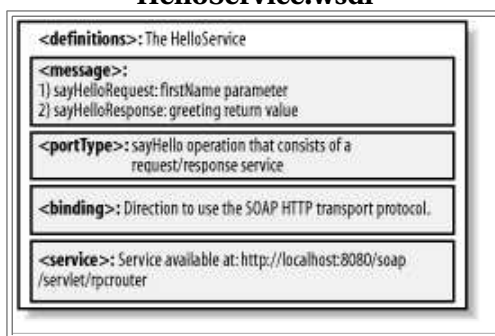 HelloService.wsdl
<definitions>: The HelloService
<message>:
1) sayHelloRequest: firstName parameter
2) sayHelloResponse: greeting return value
<portType>: sayHello operation that consists of a
request/response service
<binding>: Direction to use the SOAP HTTP transport protocol.
<service>: Service available at: http://localhost:8080/soap
/servlet/rpcrouter